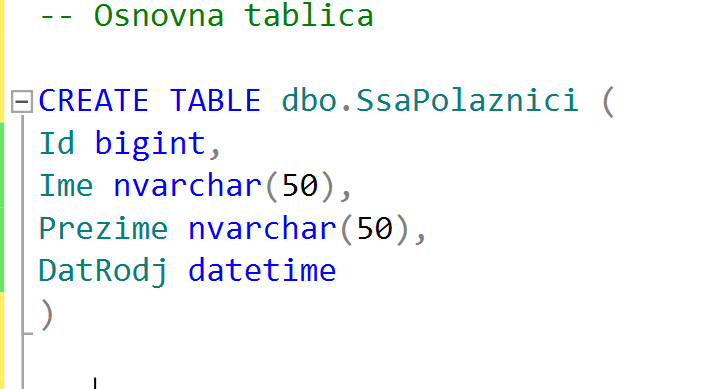 -- Osnovna tablica
CREATE TABLE dbo.SsaPolaznici (
Id bigint,
Ime nvarchar(50),
Prezime nvarchar(50),
DatRodj datetime
)